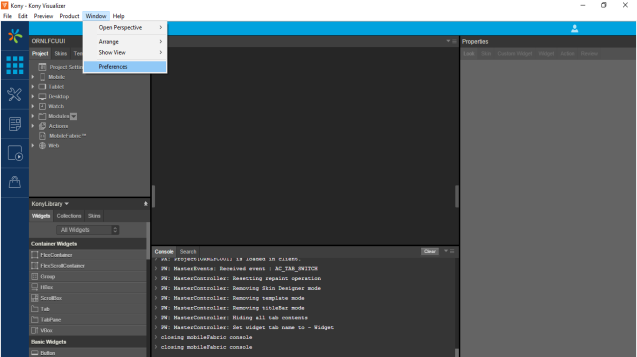 Kony - Kony Visualizer
File Edit Preview Product Window Help
Open Perspective
Arrange
Show View
Preferences
ORNLFCUUI
Project Skins
Project Settin
Mobile
Tablet
Desktop
Watch
Modules
Actions
MobileFabric™
Web
KonyLibrary
Widgets Collections Skins
All Widgets
Container Widgets
FlexContainer
FlexScrollContainer
Group
HBox
ScrollBox
Tab
TabPane
VBox
Basic Widgets
Button
Properties
Look Skin Custom Widget Widget Action Review
Console Search
Clear
> PW: Project[ORNLFCUUI] is loaded in client.
> PW: MasterEvents: Received event : AC_TAB_SWITCH
> PW: MasterController: Resetting repaint operation
> PW: MasterController: Removing Skin Designer mode
> PW: MasterController: Removing template mode
> PW: MasterController: Removing titleBar mode
> PW: MasterController: Hiding all tab contents
> PW: MasterController: Set widget tab name to - Widget
> closing mobileFabric console
> closing mobileFabric console